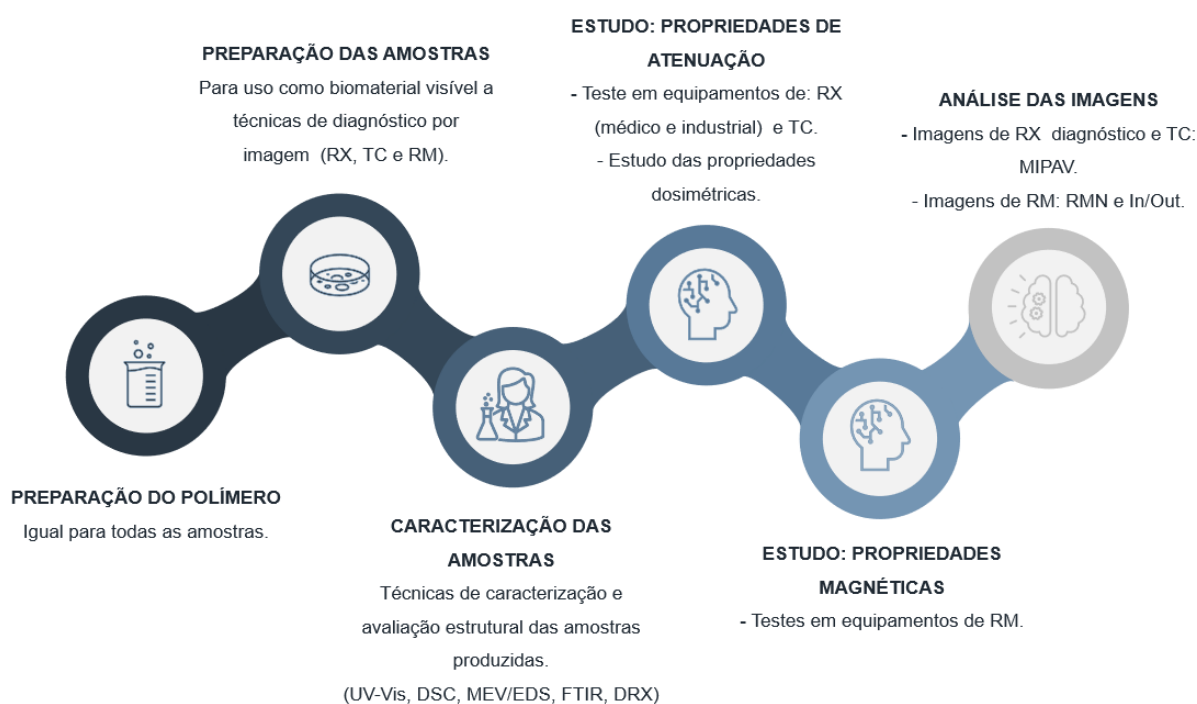 PREPARAÇÃO DO POLÍMERO
Igual para todas as amostras.
PREPARAÇÃO DAS AMOSTRAS
Para uso como biomaterial visível a
técnicas de diagnóstico por
imagem (RX, TC e RM).
CARACTERIZAÇÃO DAS
AMOSTRAS
Técnicas de caracterização e
avaliação estrutural das amostras
produzidas.
(UV-Vis, DSC, MEV/EDS, FTIR, DRX)
ESTUDO: PROPRIEDADES DE
ATENUAÇÃO
- Teste em equipamentos de: RX
(médico e industrial) e TC.
- Estudo das propriedades
dosimétricas.
ESTUDO: PROPRIEDADES
MAGNÉTICAS
- Testes em equipamentos de RM.
ANÁLISE DAS IMAGENS
- Imagens de RX diagnóstico e TC:
MIPAV.
- Imagens de RM: RMN e In/Out.